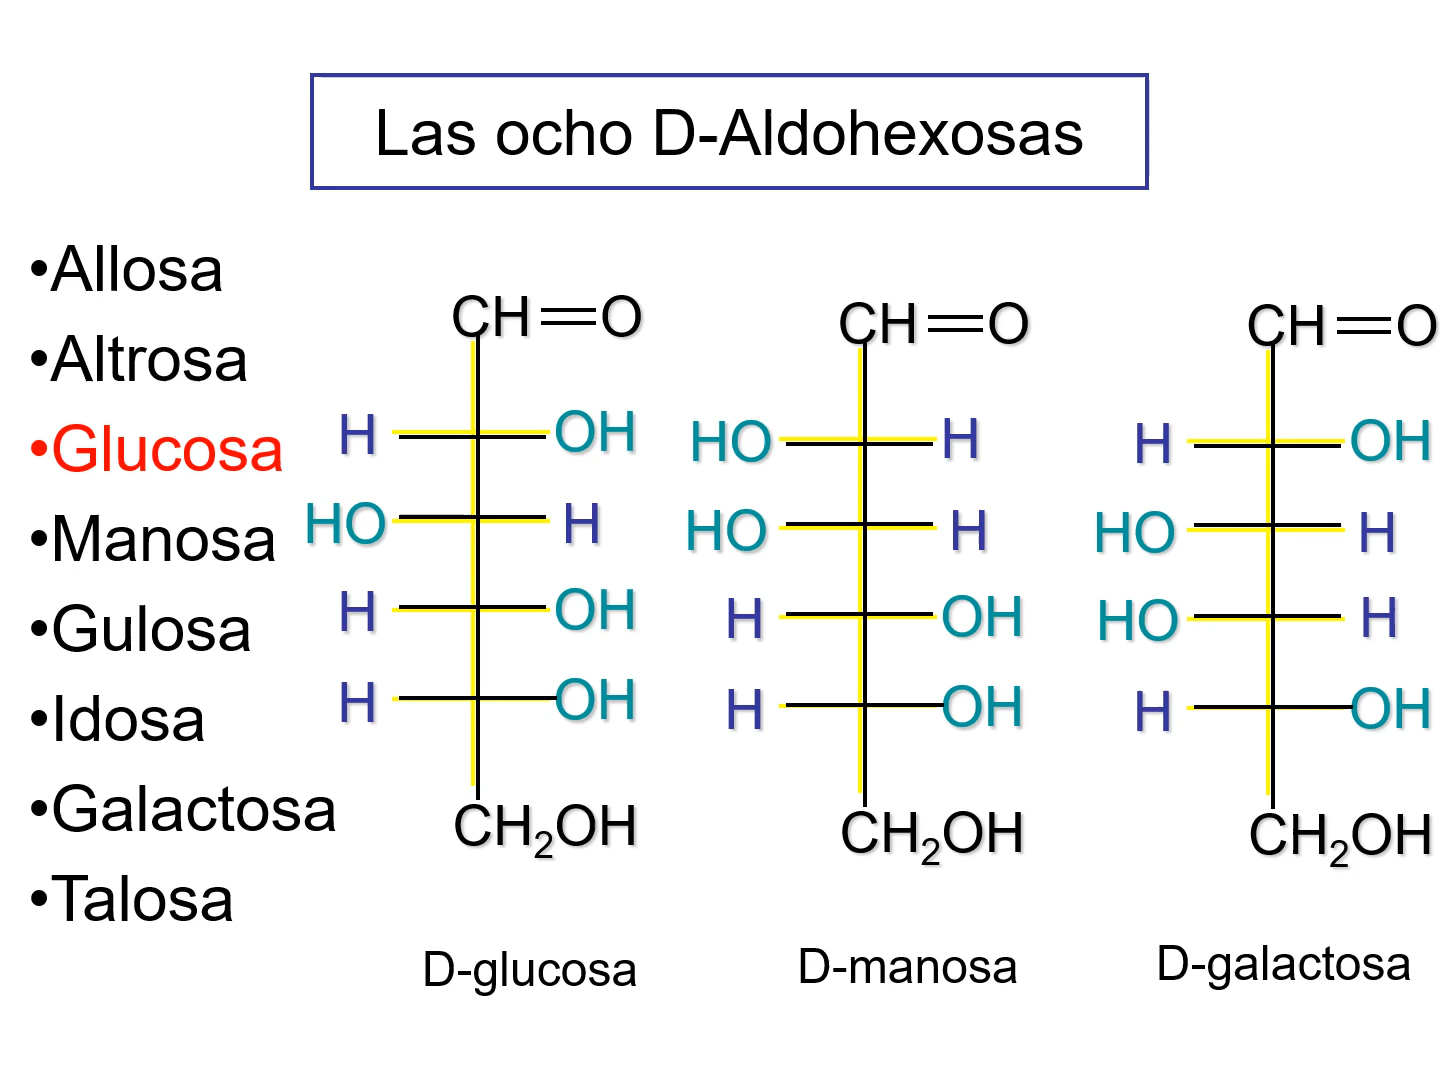 Las ocho D-Aldohexosas
•Allosa
•Altrosa
•Glucosa
•Manosa
•Gulosa
•Idosa
•Galactosa
•Talosa
CH=O
H OH
HO H
H OH
H OH
CH₂OH
D-glucosa
CH=O
HO H
HO H
H OH
H OH
CH₂OH
D-manosa
CH=O
H OH
HO H
HO H
H OH
CH₂OH
D-galactosa